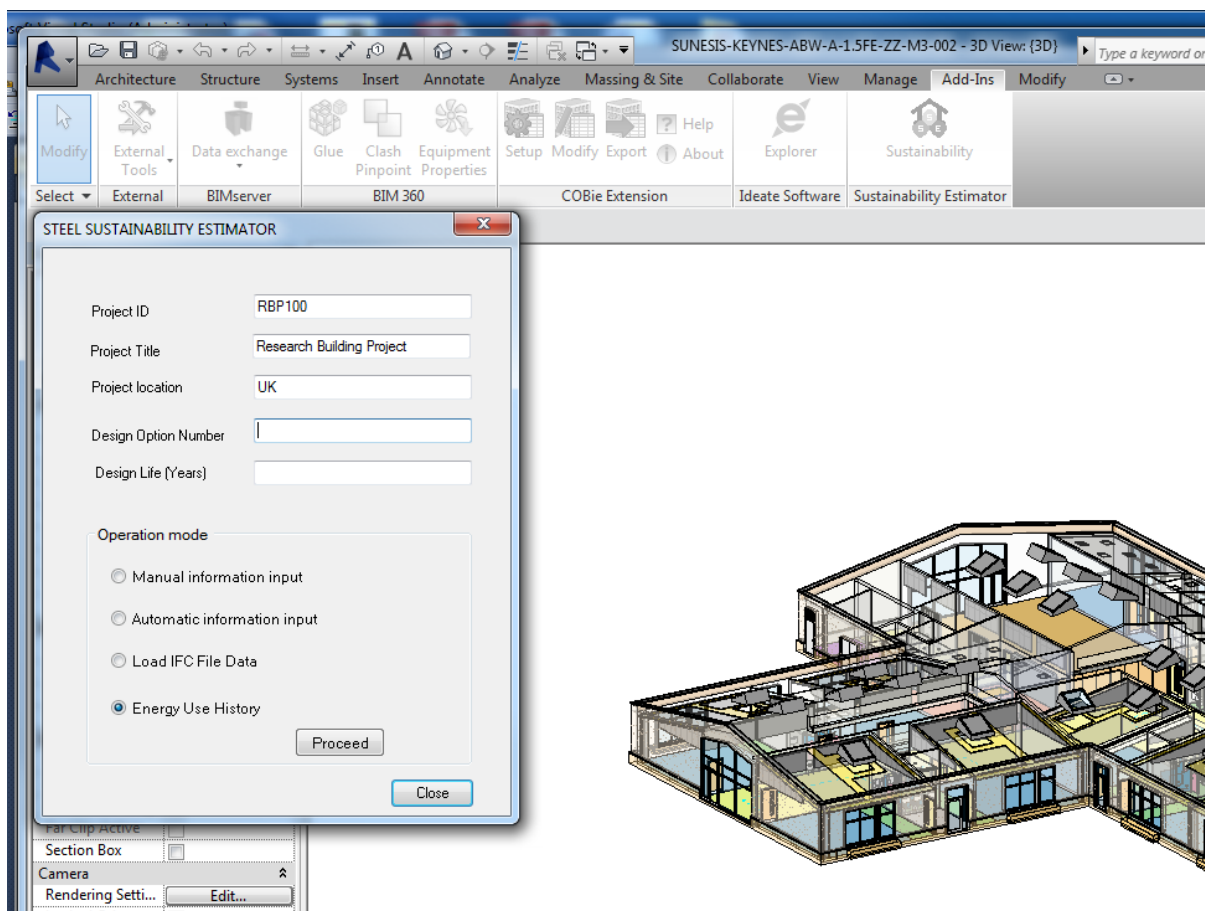 SUNESIS-KEYNES-ABW-A-1.5FE-ZZ-M3-002 - 3D View: {3D}
Type a keyword or
Architecture Structure Systems Insert Annotate Analyze Massing & Site Collaborate View Manage Add-Ins Modify
Modify
External
Tools
Data exchange
Glue
Clash
Pinpoint
Equipment
Properties
Setup
Modify
Export
Help
About
Explorer
Sustainability
Select External BIMserver BIM 360 COBie Extension Ideate Software Sustainability Estimator
STEEL SUSTAINABILITY ESTIMATOR
Project ID RBP100
Project Title Research Building Project
Project location UK
Design Option Number
Design Life (Years)
Operation mode
Manual information input
Automatic information input
Load IFC File Data
Energy Use History
Proceed
Close
Far Clip Active
Section Box
Camera
Rendering Setti... Edit...